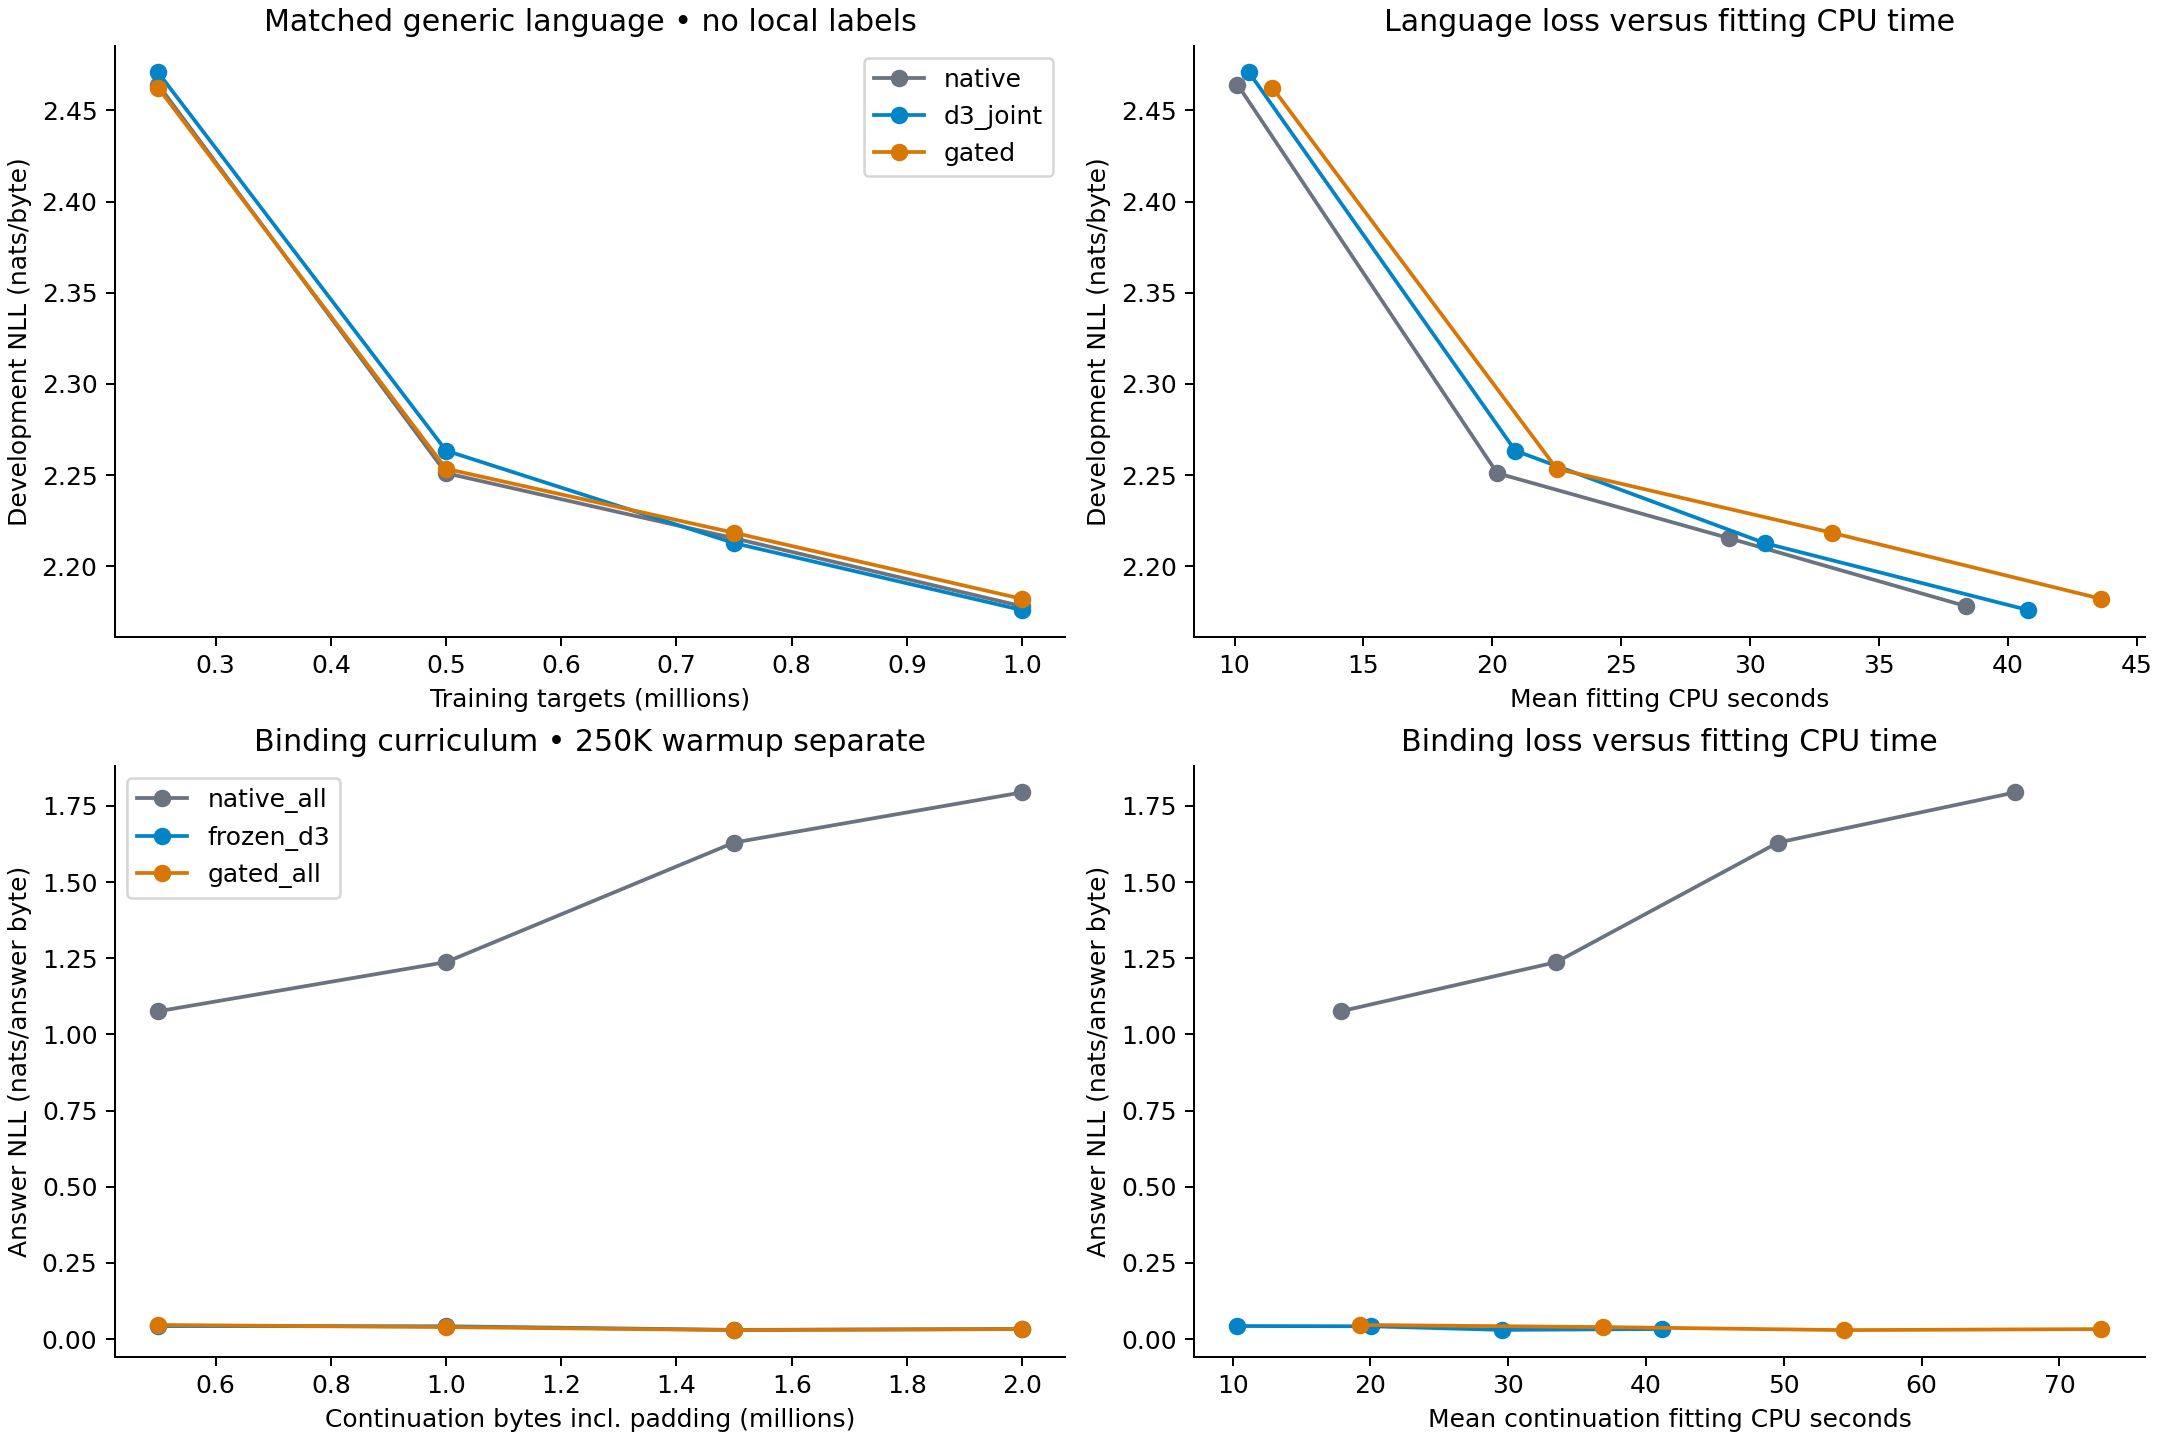 Matched generic language • no local labels
Development NLL (nats/byte)
2.45
2.40
2.35
2.30
2.25
2.20
native
d3_joint
gated
0.3 0.4 0.5 0.6 0.7 0.8 0.9 1.0
Training targets (millions)
Language loss versus fitting CPU time
Development NLL (nats/byte)
2.45
2.40
2.35
2.30
2.25
2.20
10 15 20 25 30 35 40 45
Mean fitting CPU seconds
Binding curriculum • 250K warmup separate
Answer NLL (nats/answer byte)
1.75
1.50
1.25
1.00
0.75
0.50
0.25
0.00
native_all
frozen_d3
gated_all
0.6 0.8 1.0 1.2 1.4 1.6 1.8 2.0
Continuation bytes incl. padding (millions)
Binding loss versus fitting CPU time
Answer NLL (nats/answer byte)
1.75
1.50
1.25
1.00
0.75
0.50
0.25
0.00
10 20 30 40 50 60 70
Mean continuation fitting CPU seconds